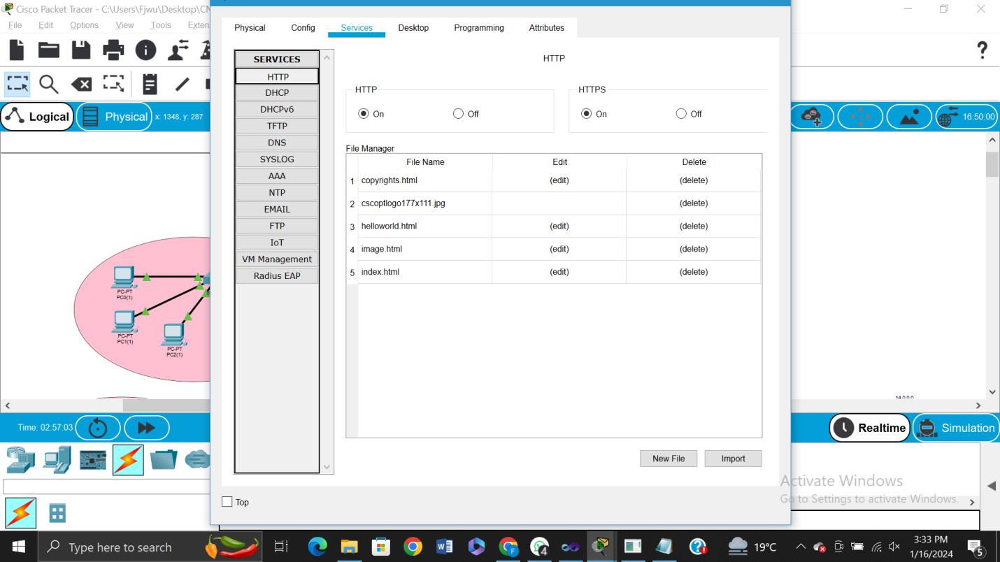 Cisco Packet Tracer - C:\Users\Fjwu\Desktop\CN
File Edit Options View Tools Exten
Physical Config Services Desktop Programming Attributes
SERVICES
HTTP
DHCP
DHCPv6
TFTP
DNS
SYSLOG
AAA
NTP
EMAIL
FTP
IoT
VM Management
Radius EAP
HTTP
HTTP
On Off
HTTPS
On Off
File Manager
File Name Edit Delete
1 copyrights.html (edit) (delete)
2 cscoptlogo177x111.jpg (delete)
3 helloworld.html (edit) (delete)
4 image.html (edit) (delete)
5 index.html (edit) (delete)
New File Import
Top
Logical Physical x: 1348, y: 287
16:50:00
PC-PT
PC0(1)
PC-PT
PC1(1)
PC-PT
PC2(1)
Time: 02:57:03
Realtime Simulation
Activate Windows
Go to Settings to activate Windows.
Type here to search
19°C
3:33 PM
1/16/2024
5